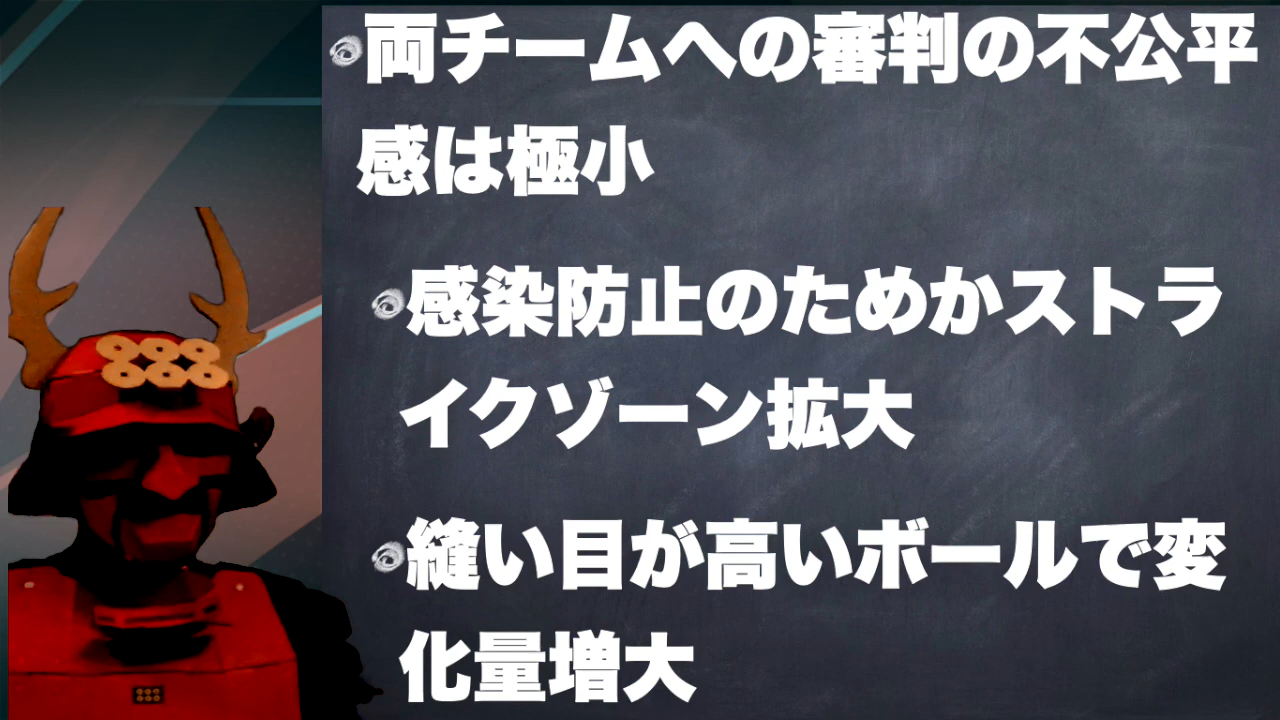 両チームへの審判の不公平
感は極小
感染防止のためかストラ
イクゾーン拡大
縫い目が高いボールで変
化量増大